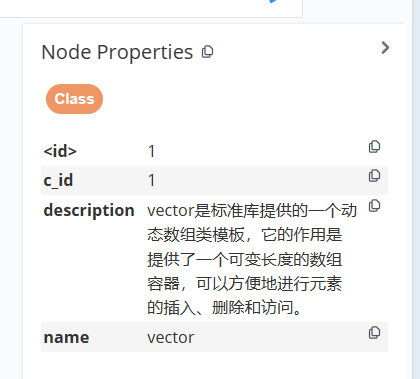 Node Properties
Class
<id> 1
c_id 1
description vector是标准库提供的一个动
态数组类模板，它的作用是
提供了一个可变长度的数组
容器，可以方便地进行元素
的插入、删除和访问。
name vector